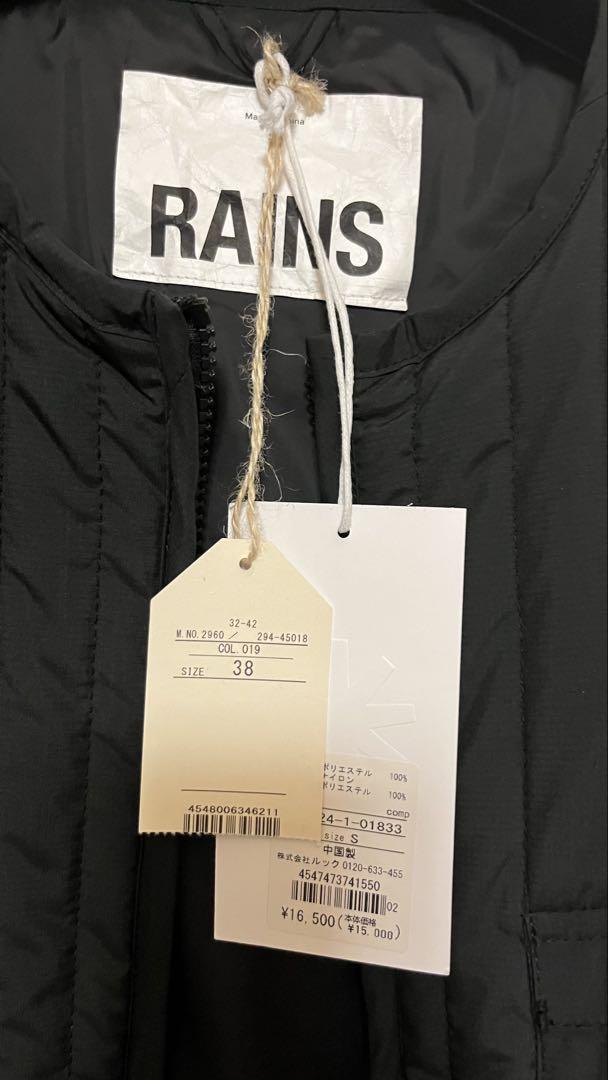 RAINS
32-42
M.NO.2960 / 294-45018
COL.019
SIZE 38
4548006346211
ポリエステル 100%
ナイロン
ポリエステル 100%
comp
24-1-01833
size S
中国製
株式会社ルック 0120-633-455
4547473741550
02
¥16,500(本体価格 ¥15,000)